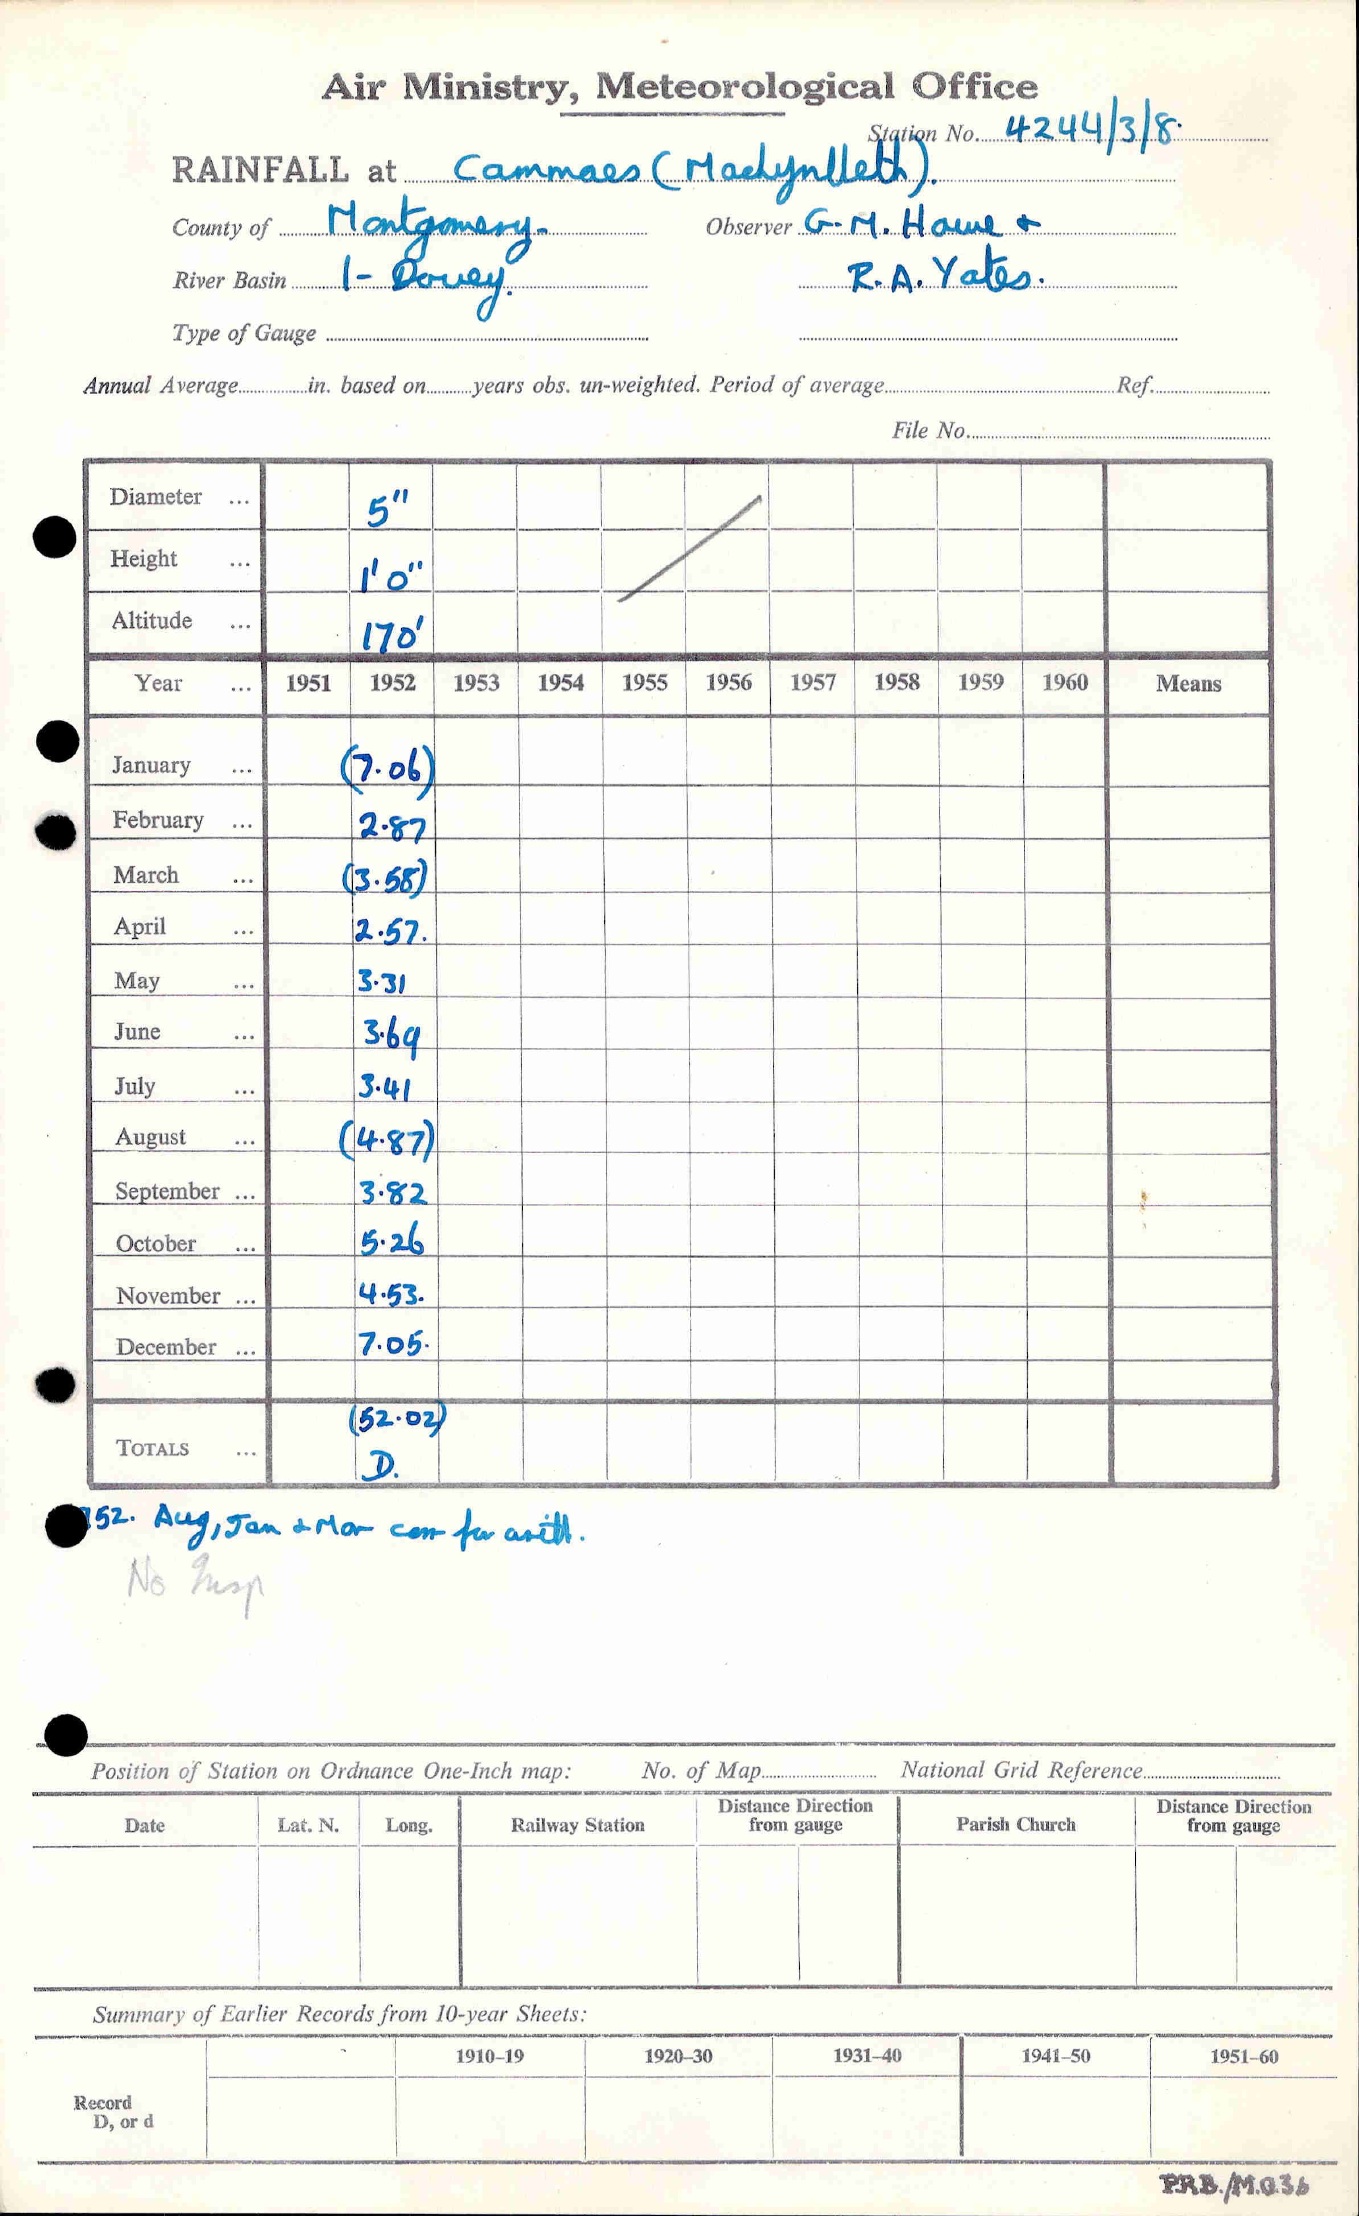 Air Ministry, Meteorological Office
Station No. 4244/3/8.
RAINFALL at Cammaes (Machynlleth).
County of Montgomery. Observer G. M. Howe +
River Basin 1 - Dovey. R. A. Yates.
Type of Gauge
Annual Average in. based on years obs. un-weighted. Period of average Ref.
File No.
Diameter ... 5"
Height ... 1' 0"
Altitude ... 170'
Year ... 1951 1952 1953 1954 1955 1956 1957 1958 1959 1960 Means
January ... (7.06)
February ... 2.87
March ... (3.58)
April ... 2.57.
May ... 3.31
June ... 3.69
July ... 3.41
August ... (4.87)
September ... 3.82
October ... 5.26
November ... 4.53.
December ... 7.05.
(52.02)
TOTALS ... D.
52. Aug, Jan + Mar corr for arith.
No Insp
Position of Station on Ordnance One-Inch map: No. of Map National Grid Reference
Date Lat. N. Long. Railway Station Distance Direction from gauge Parish Church Distance Direction from gauge
Summary of Earlier Records from 10-year Sheets:
1910–19 1920–30 1931–40 1941–50 1951–60
Record
D, or d
P.R.B./M.O.36